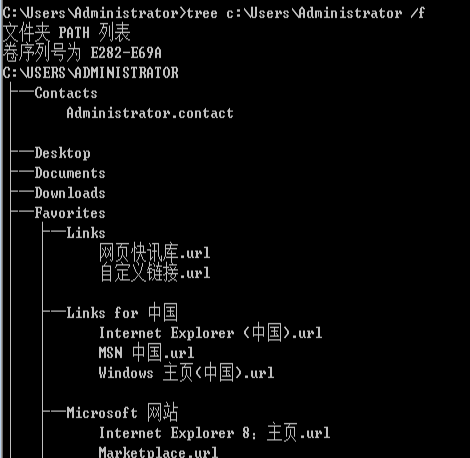 C:\Users\Administrator>tree c:\Users\Administrator /f
文件夹 PATH 列表
卷序列号为 E282-E69A
C:\USERS\ADMINISTRATOR
├──Contacts
│      Administrator.contact
│
├──Desktop
├──Documents
├──Downloads
├──Favorites
│  ├──Links
│  │      网页快讯库.url
│  │      自定义链接.url
│  │
│  ├──Links for 中国
│  │      Internet Explorer (中国).url
│  │      MSN 中国.url
│  │      Windows 主页(中国).url
│  │
│  ├──Microsoft 网站
│  │      Internet Explorer 8：主页.url
│  │      Marketplace.url